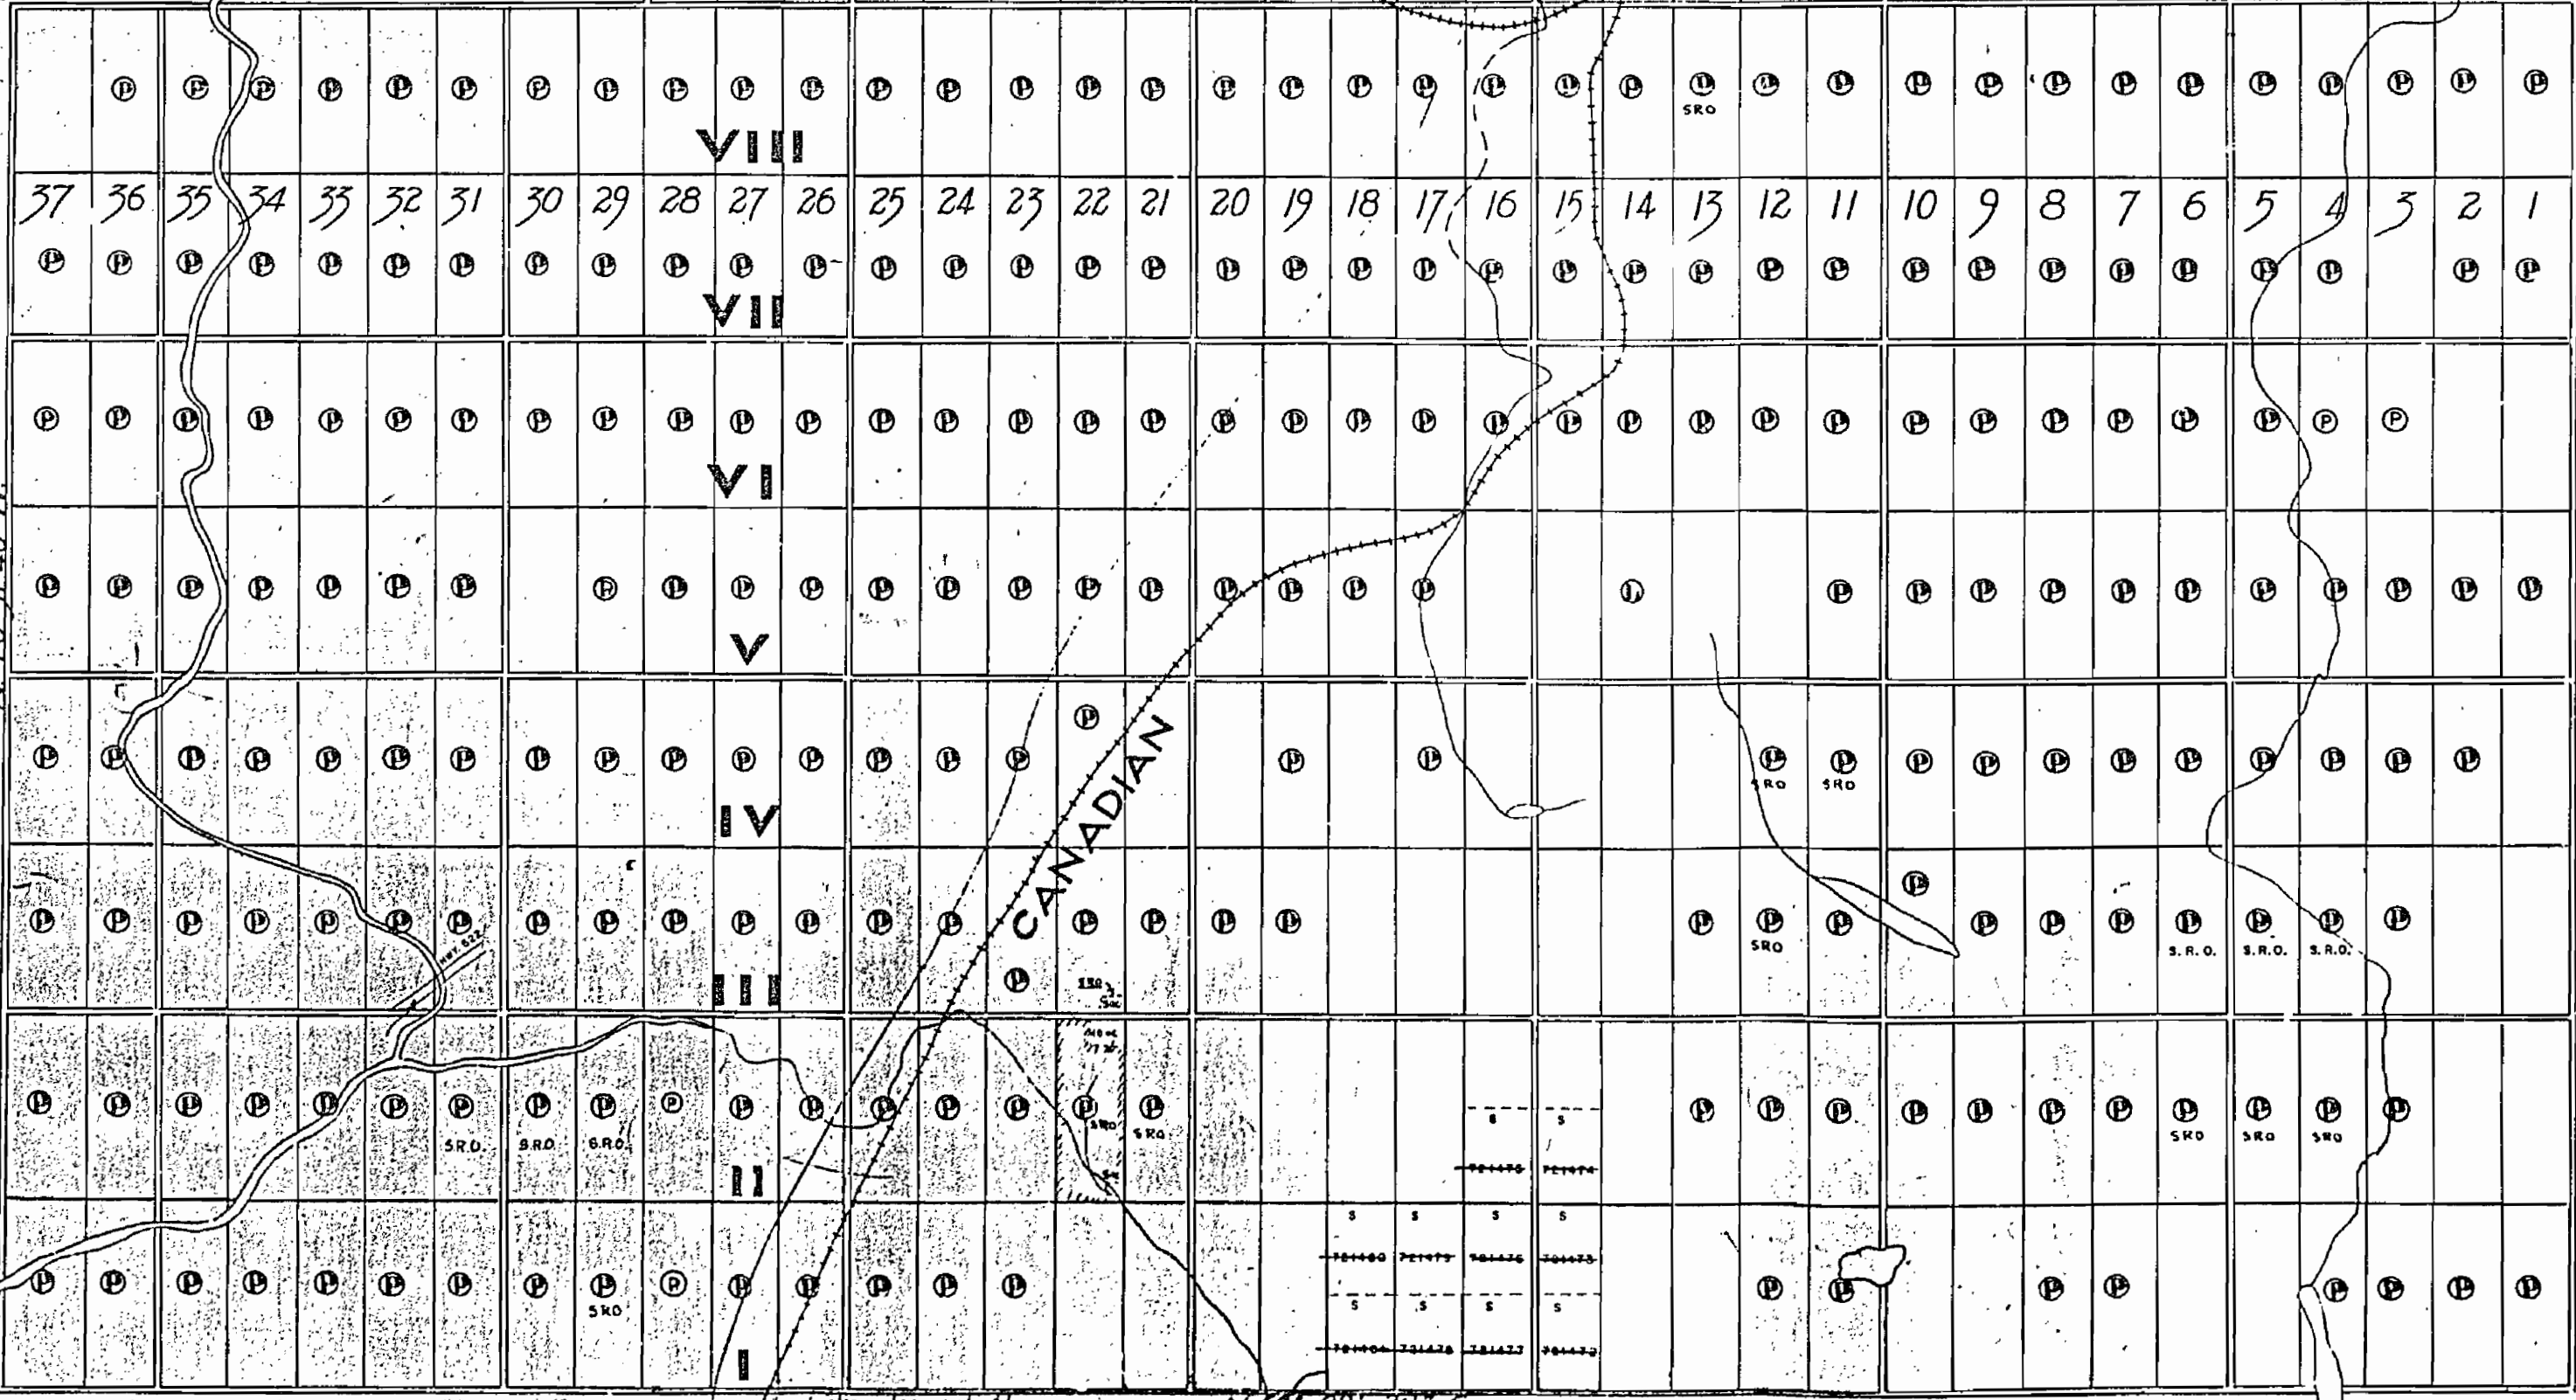 P P P P P P P P P P P P P P P P P P P P P P P P P P P P P P P P P P P P
SRO
VIII
37 36 35 34 33 32 31 30 29 28 27 26 25 24 23 22 21 20 19 18 17 16 15 14 13 12 11 10 9 8 7 6 5 4 3 2 1
P P P P P P P P P P P P P P P P P P P P P P P P P P P P P P P P P P P P
VII
P P P P P P P P P P P P P P P P P P P P P P P P P P P P P P P P P P P
VI
P P P P P P P P P P P P P P P P P P P P P P P P P P P P P P P
V
P
P P P P P P P P P P P P P P P P P P P P P P P P P P P
SRO SRO
IV
CANADIAN
P
P P P P P P P P P P P P P P P P P P P P P P P P P P P P
HWY. 622
SRO S.R.O. S.R.O. S.R.O.
P
III
P P P P P P P P P P P P P P P P P P P P P P P P P P P P
S.R.O. S.R.O. S.R.O. SRO SRO SRO SRO SRO
S S
II
S S S S
P P P P P P P P P P P P P P P P P P P P P P P
SRO
S S S S
I